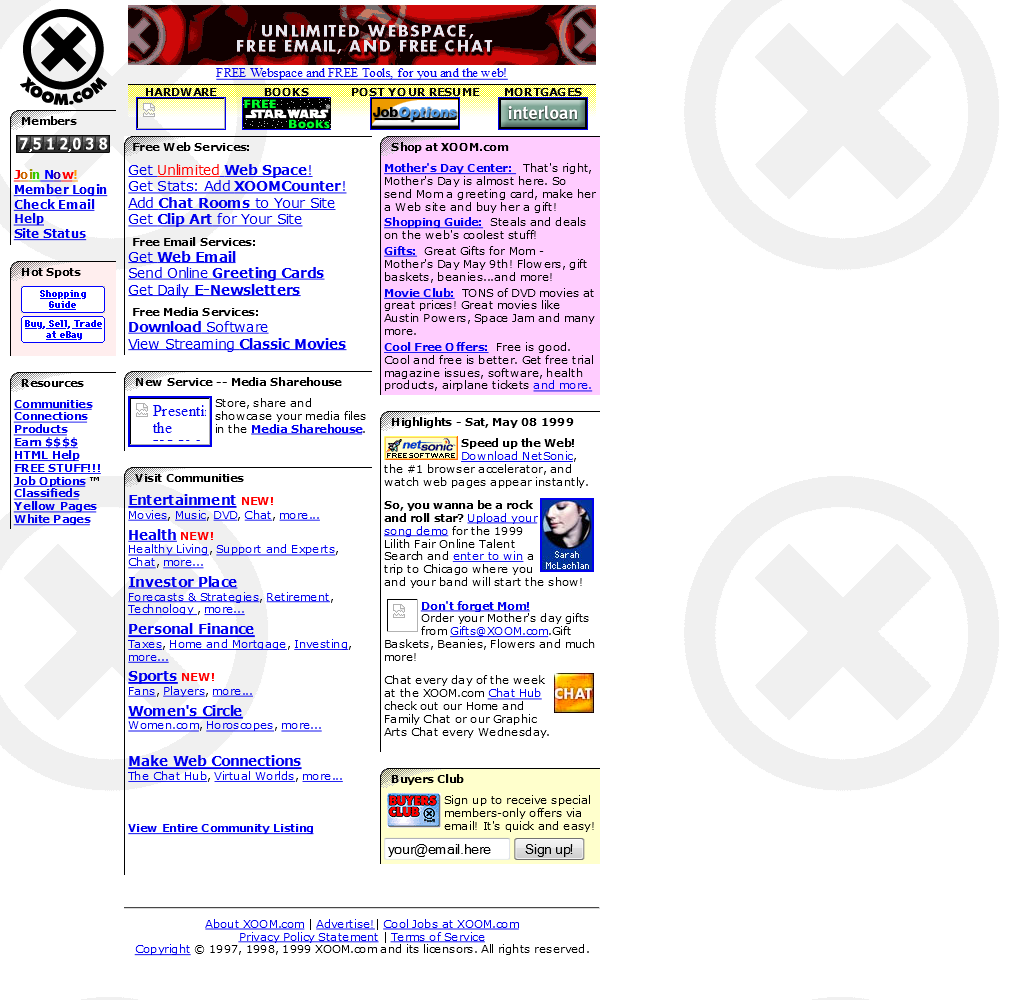 XOOM.COM
UNLIMITED WEBSPACE,
FREE EMAIL, AND FREE CHAT
FREE Webspace and FREE Tools, for you and the web!
HARDWARE BOOKS POST YOUR RESUME MORTGAGES
FREE
STAR WARS
Books
JobOptions
interloan
Members
7,512,038
Join Now!
Member Login
Check Email
Help
Site Status
Hot Spots
Shopping
Guide
Buy, Sell, Trade
at eBay
Resources
Communities
Connections
Products
Earn $$$$
HTML Help
FREE STUFF!!!
Job Options ™
Classifieds
Yellow Pages
White Pages
Free Web Services:
Get Unlimited Web Space!
Get Stats: Add XOOMCounter!
Add Chat Rooms to Your Site
Get Clip Art for Your Site
Free Email Services:
Get Web Email
Send Online Greeting Cards
Get Daily E-Newsletters
Free Media Services:
Download Software
View Streaming Classic Movies
New Service -- Media Sharehouse
Presenti
the
Store, share and
showcase your media files
in the Media Sharehouse.
Visit Communities
Entertainment NEW!
Movies, Music, DVD, Chat, more...
Health NEW!
Healthy Living, Support and Experts,
Chat, more...
Investor Place
Forecasts & Strategies, Retirement,
Technology , more...
Personal Finance
Taxes, Home and Mortgage, Investing,
more...
Sports NEW!
Fans, Players, more...
Women's Circle
Women.com, Horoscopes, more...
Make Web Connections
The Chat Hub, Virtual Worlds, more...
View Entire Community Listing
Shop at XOOM.com
Mother's Day Center: That's right,
Mother's Day is almost here. So
send Mom a greeting card, make her
a Web site and buy her a gift!
Shopping Guide: Steals and deals
on the web's coolest stuff!
Gifts: Great Gifts for Mom -
Mother's Day May 9th! Flowers, gift
baskets, beanies...and more!
Movie Club: TONS of DVD movies at
great prices! Great movies like
Austin Powers, Space Jam and many
more.
Cool Free Offers: Free is good.
Cool and free is better. Get free trial
magazine issues, software, health
products, airplane tickets and more.
Highlights - Sat, May 08 1999
netsonic
FREE SOFTWARE
Speed up the Web!
Download NetSonic,
the #1 browser accelerator, and
watch web pages appear instantly.
So, you wanna be a rock
and roll star? Upload your
song demo for the 1999
Lilith Fair Online Talent
Search and enter to win a
trip to Chicago where you
and your band will start the show!
Sarah
McLachlan
Don't forget Mom!
Order your Mother's day gifts
from Gifts@XOOM.com.Gift
Baskets, Beanies, Flowers and much
more!
Chat every day of the week
at the XOOM.com Chat Hub
check out our Home and
Family Chat or our Graphic
Arts Chat every Wednesday.
CHAT
Buyers Club
BUYERS
CLUB
Sign up to receive special
members-only offers via
email! It's quick and easy!
your@email.here Sign up!
About XOOM.com | Advertise! | Cool Jobs at XOOM.com
Privacy Policy Statement | Terms of Service
Copyright © 1997, 1998, 1999 XOOM.com and its licensors. All rights reserved.